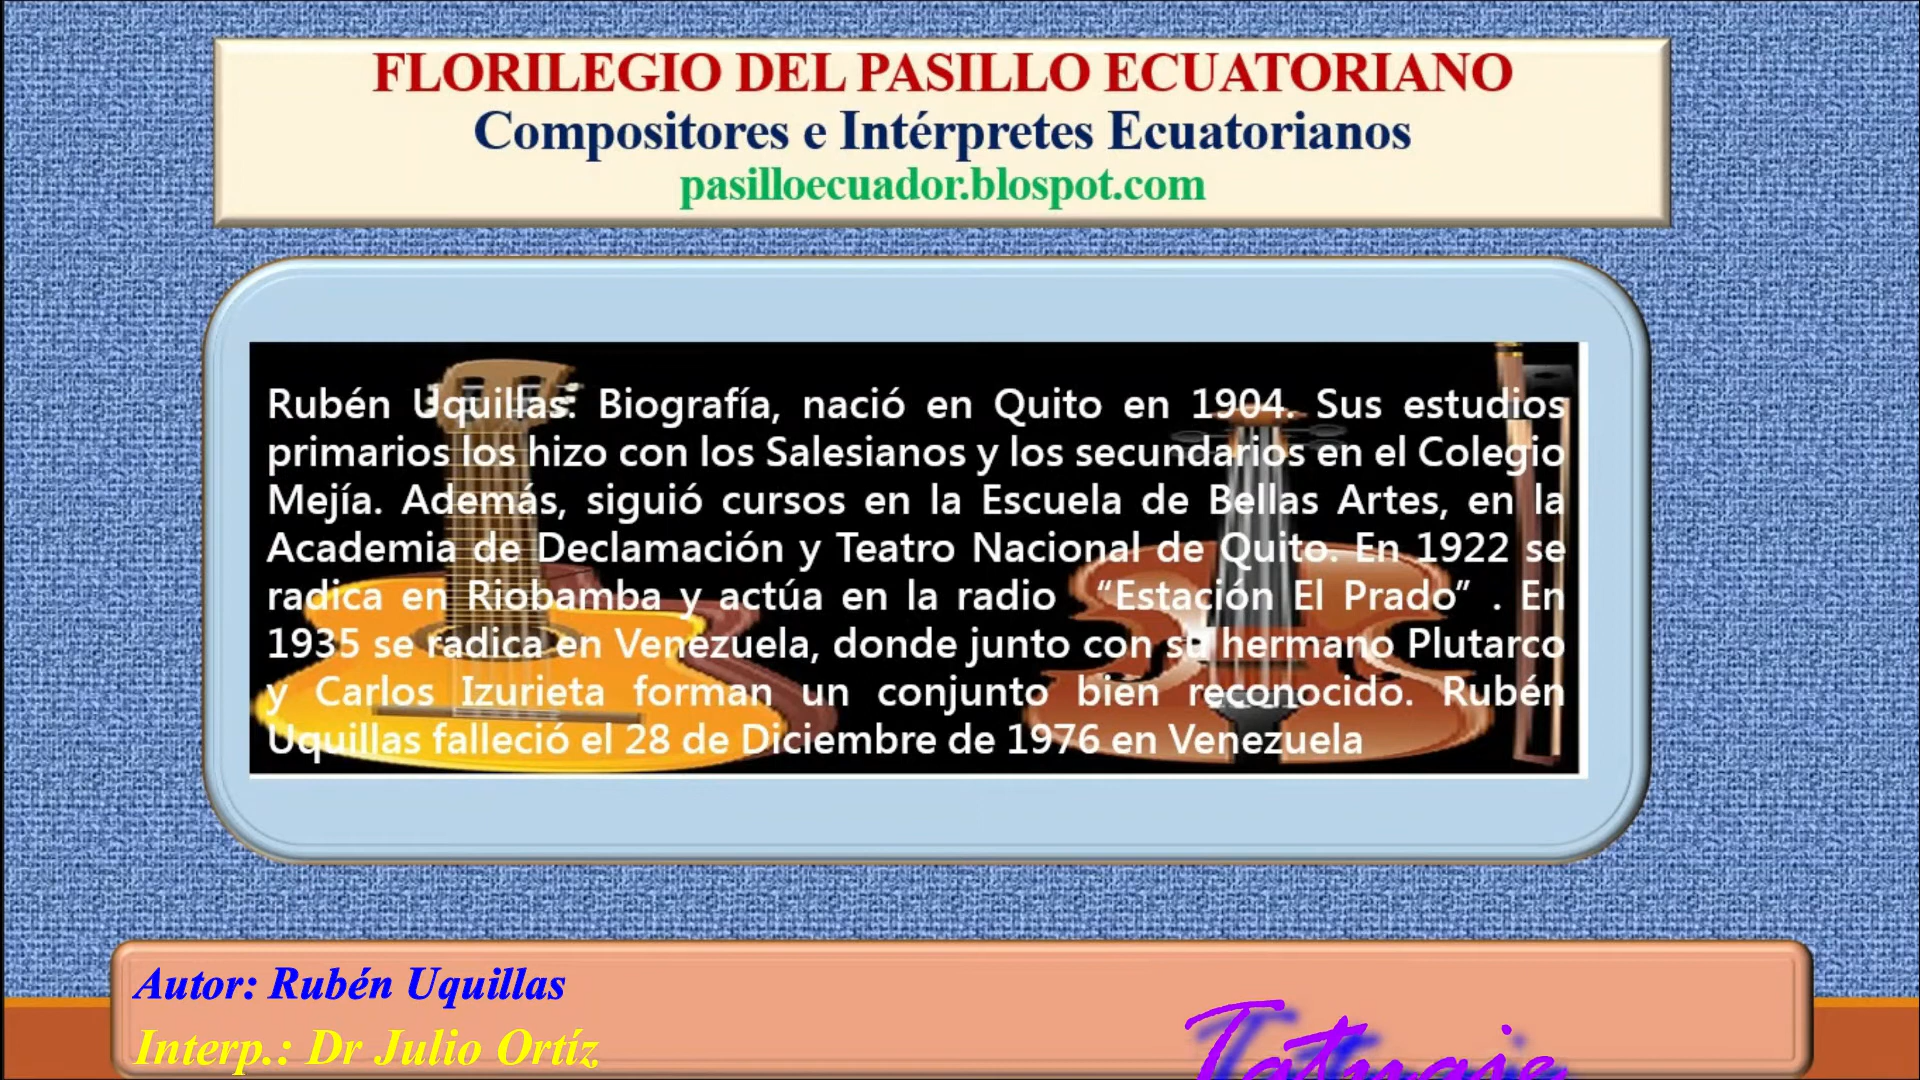 FLORILEGIO DEL PASILLO ECUATORIANO
Compositores e Intérpretes Ecuatorianos
pasilloecuador.blospot.com
Rubén Uquillas: Biografía, nació en Quito en 1904. Sus estudios
primarios los hizo con los Salesianos y los secundarios en el Colegio
Mejía. Además, siguió cursos en la Escuela de Bellas Artes, en la
Academia de Declamación y Teatro Nacional de Quito. En 1922 se
radica en Riobamba y actúa en la radio “Estación El Prado” . En
1935 se radica en Venezuela, donde junto con su hermano Plutarco
y Carlos Izurieta forman un conjunto bien reconocido. Rubén
Uquillas falleció el 28 de Diciembre de 1976 en Venezuela
Autor: Rubén Uquillas
Interp.: Dr Julio Ortíz
Tatuaje